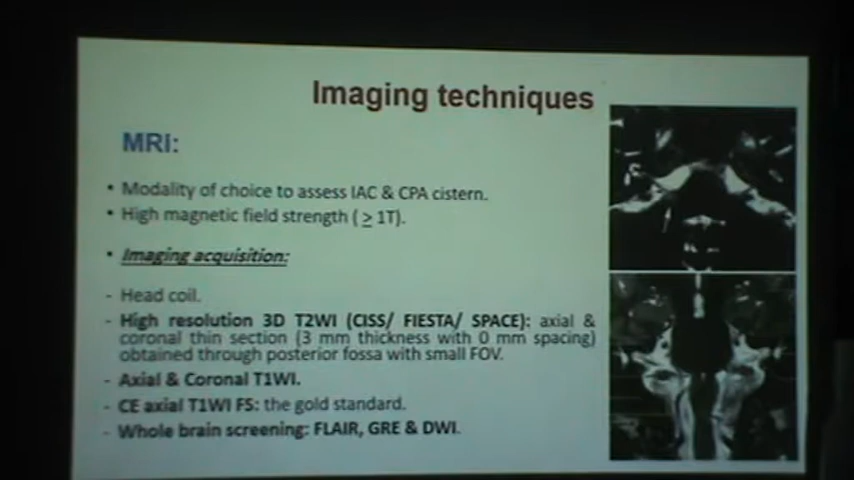 Imaging techniques
MRI:
• Modality of choice to assess IAC & CPA cistern.
• High magnetic field strength ( ≥ 1T).
• Imaging acquisition:
- Head coil.
- High resolution 3D T2WI (CISS/ FIESTA/ SPACE): axial &
coronal thin section (3 mm thickness with 0 mm spacing)
obtained through posterior fossa with small FOV.
- Axial & Coronal T1WI.
- CE axial T1WI FS: the gold standard.
- Whole brain screening: FLAIR, GRE & DWI.